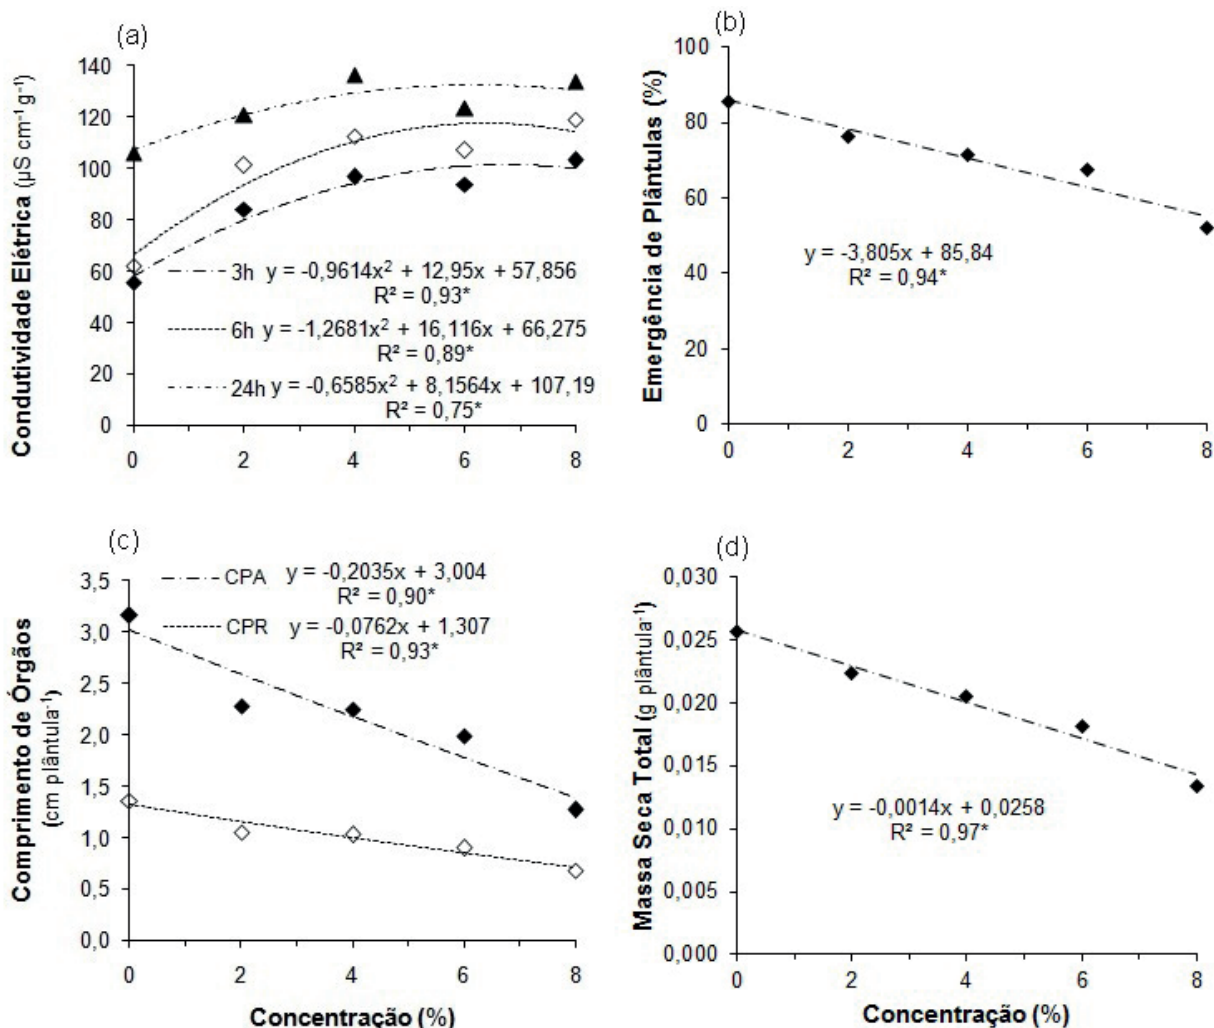 (a)
Condutividade Elétrica (µS cm⁻¹ g⁻¹)
140
120
100
80
60
40
20
0
3h y = -0,9614x² + 12,95x + 57,856
R² = 0,93*
6h y = -1,2681x² + 16,116x + 66,275
R² = 0,89*
24h y = -0,6585x² + 8,1564x + 107,19
R² = 0,75*
0 2 4 6 8
(b)
Emergência de Plântulas (%)
100
80
60
40
20
0
y = -3,805x + 85,84
R² = 0,94*
0 2 4 6 8
(c)
Comprimento de Órgãos
(cm plântula⁻¹)
3,5
3,0
2,5
2,0
1,5
1,0
0,5
0,0
CPA y = -0,2035x + 3,004
R² = 0,90*
CPR y = -0,0762x + 1,307
R² = 0,93*
0 2 4 6 8
Concentração (%)
(d)
Massa Seca Total (g plântula⁻¹)
0,030
0,025
0,020
0,015
0,010
0,005
0,000
y = -0,0014x + 0,0258
R² = 0,97*
0 2 4 6 8
Concentração (%)